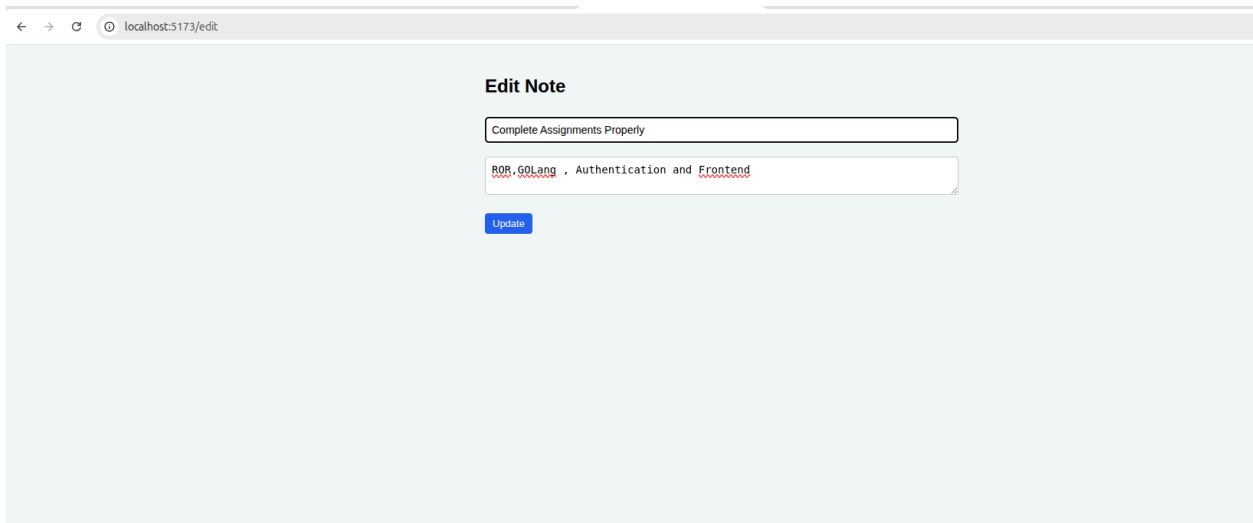 localhost:5173/edit
Edit Note
Complete Assignments Properly
ROR,GOLang , Authentication and Frontend
Update